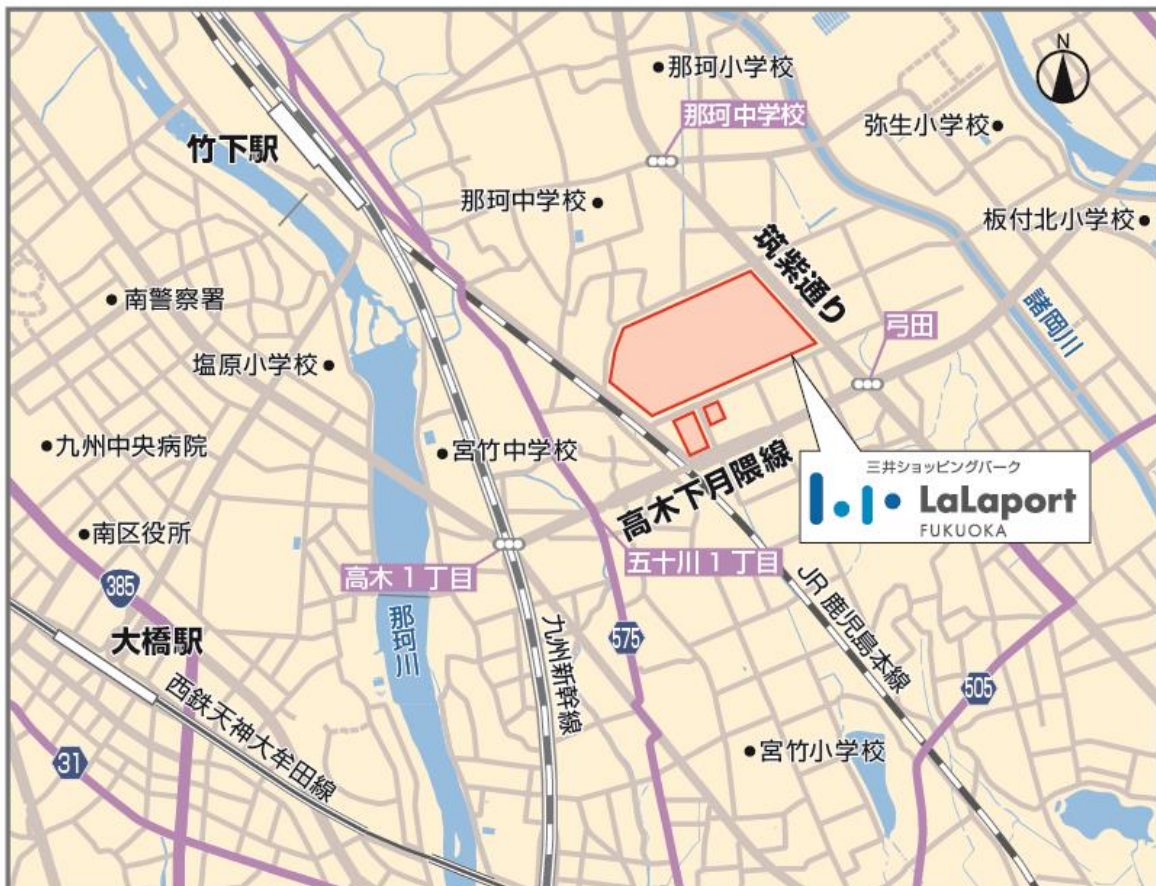 N
那珂小学校
那珂中学校
弥生小学校
竹下駅
那珂中学校
板付北小学校
筑紫通り
南警察署
諸岡川
弓田
塩原小学校
九州中央病院
宮竹中学校
三井ショッピングパーク
LaLaport
FUKUOKA
高木下月隈線
南区役所
高木1丁目
五十川1丁目
385
JR鹿児島本線
那珂川
大橋駅
九州新幹線
575
505
西鉄天神大牟田線
31
宮竹小学校